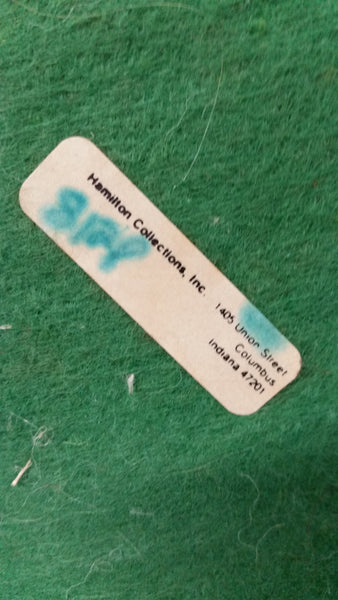 Hamilton Collections, Inc.
1405 Union Street
Columbus
Indiana 47201